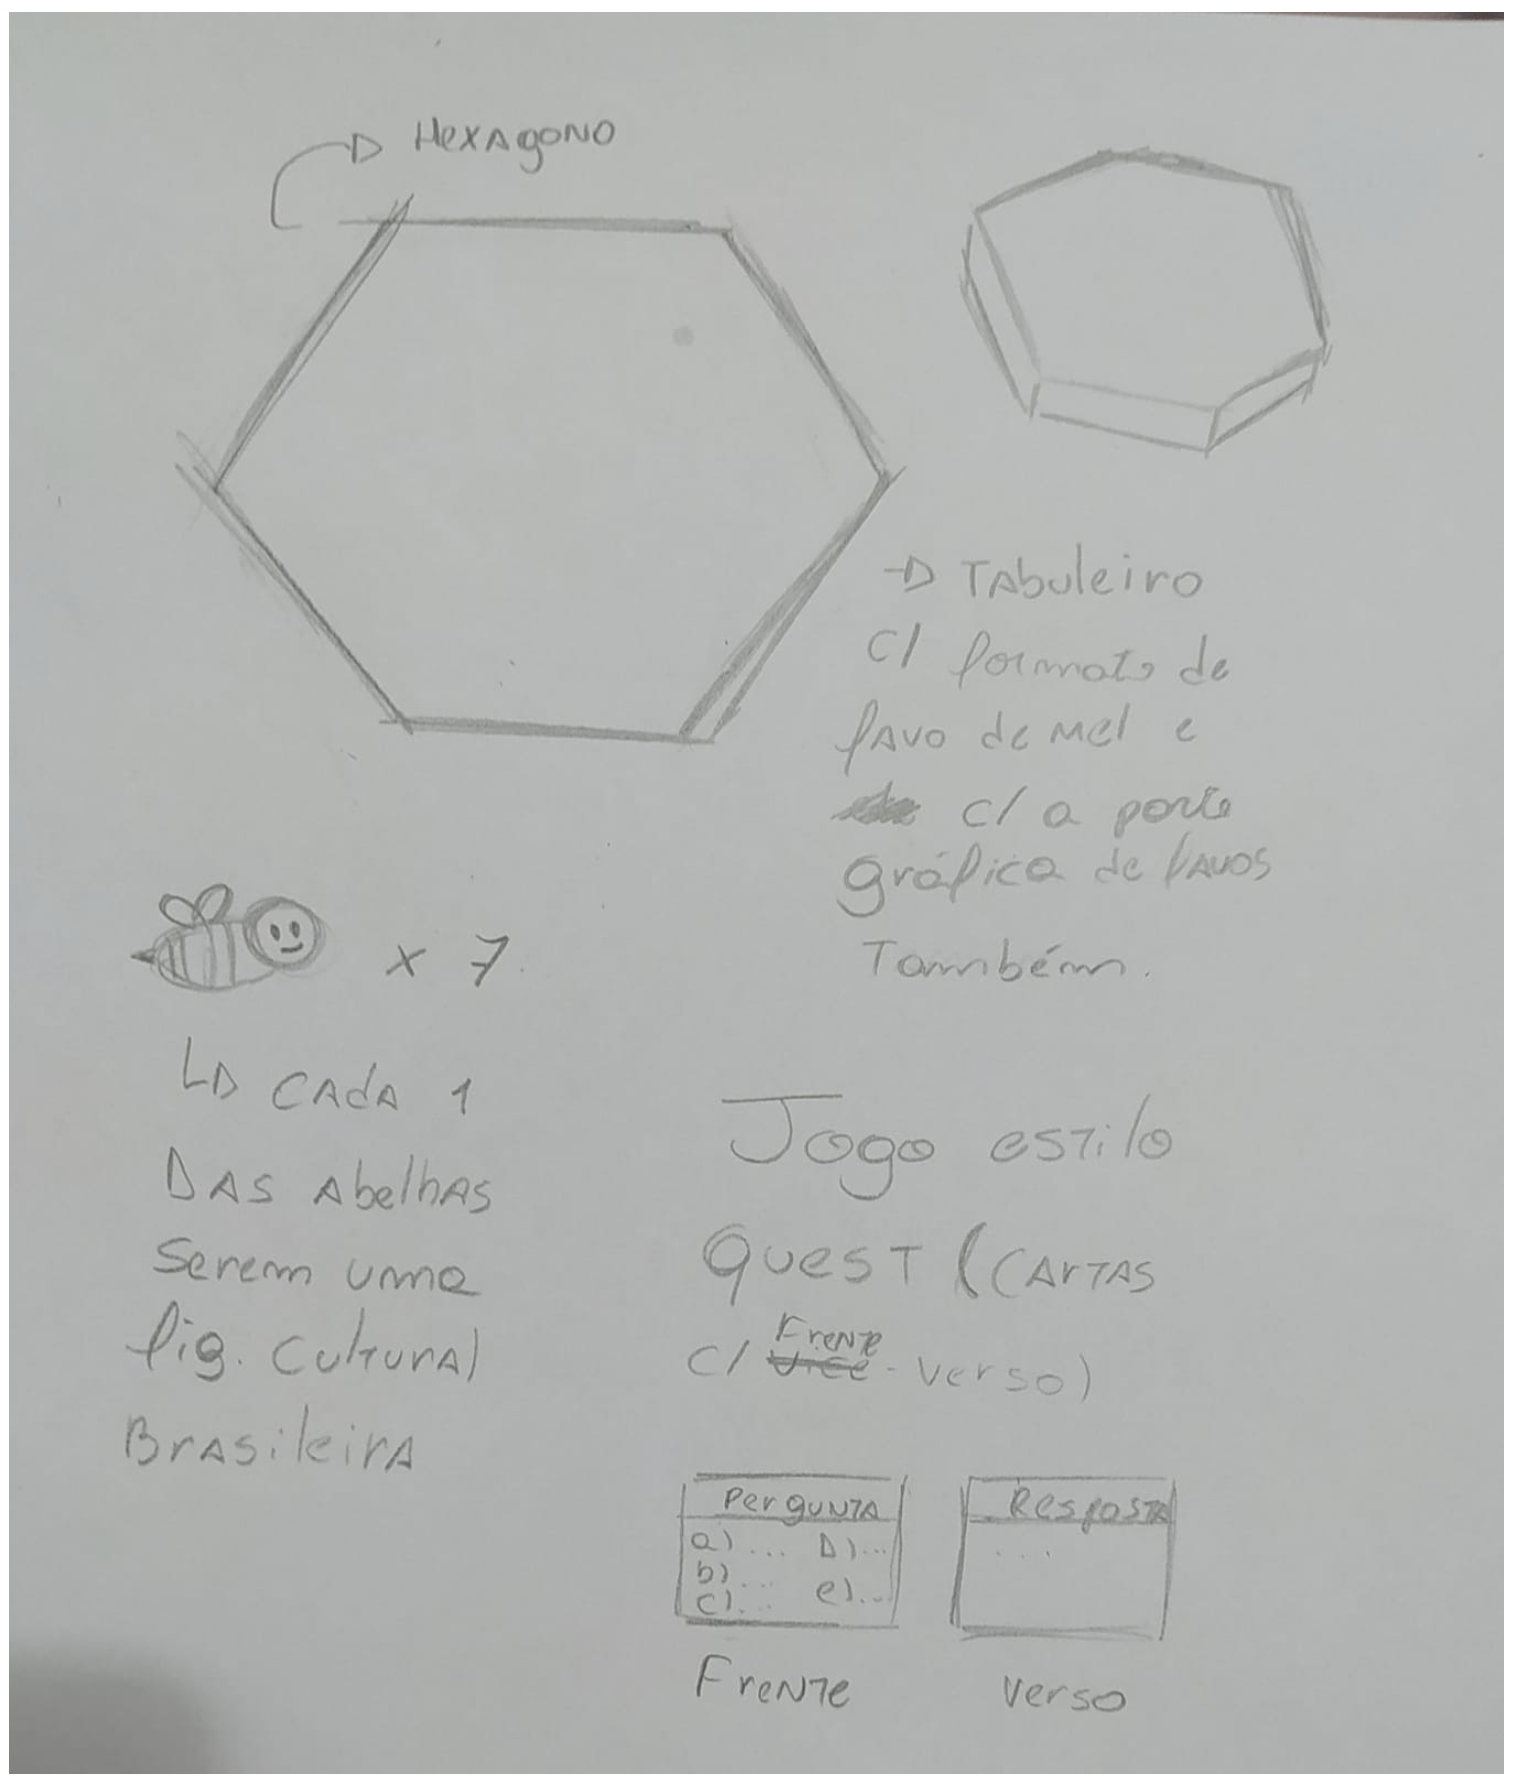 Hexagono
→ Tabuleiro
c/ formato de
favo de mel e
c/ a parte
gráfica de favos
Também.
x 7
↳ cada 1
Das abelhas
Serem uma
fig. cultural
Brasileira
Jogo estilo
Quest (cartas
c/ Frente - verso)
Pergunta
a) ... D) ...
b) ...
e) ...
c) ...
Resposta
...
Frente
Verso